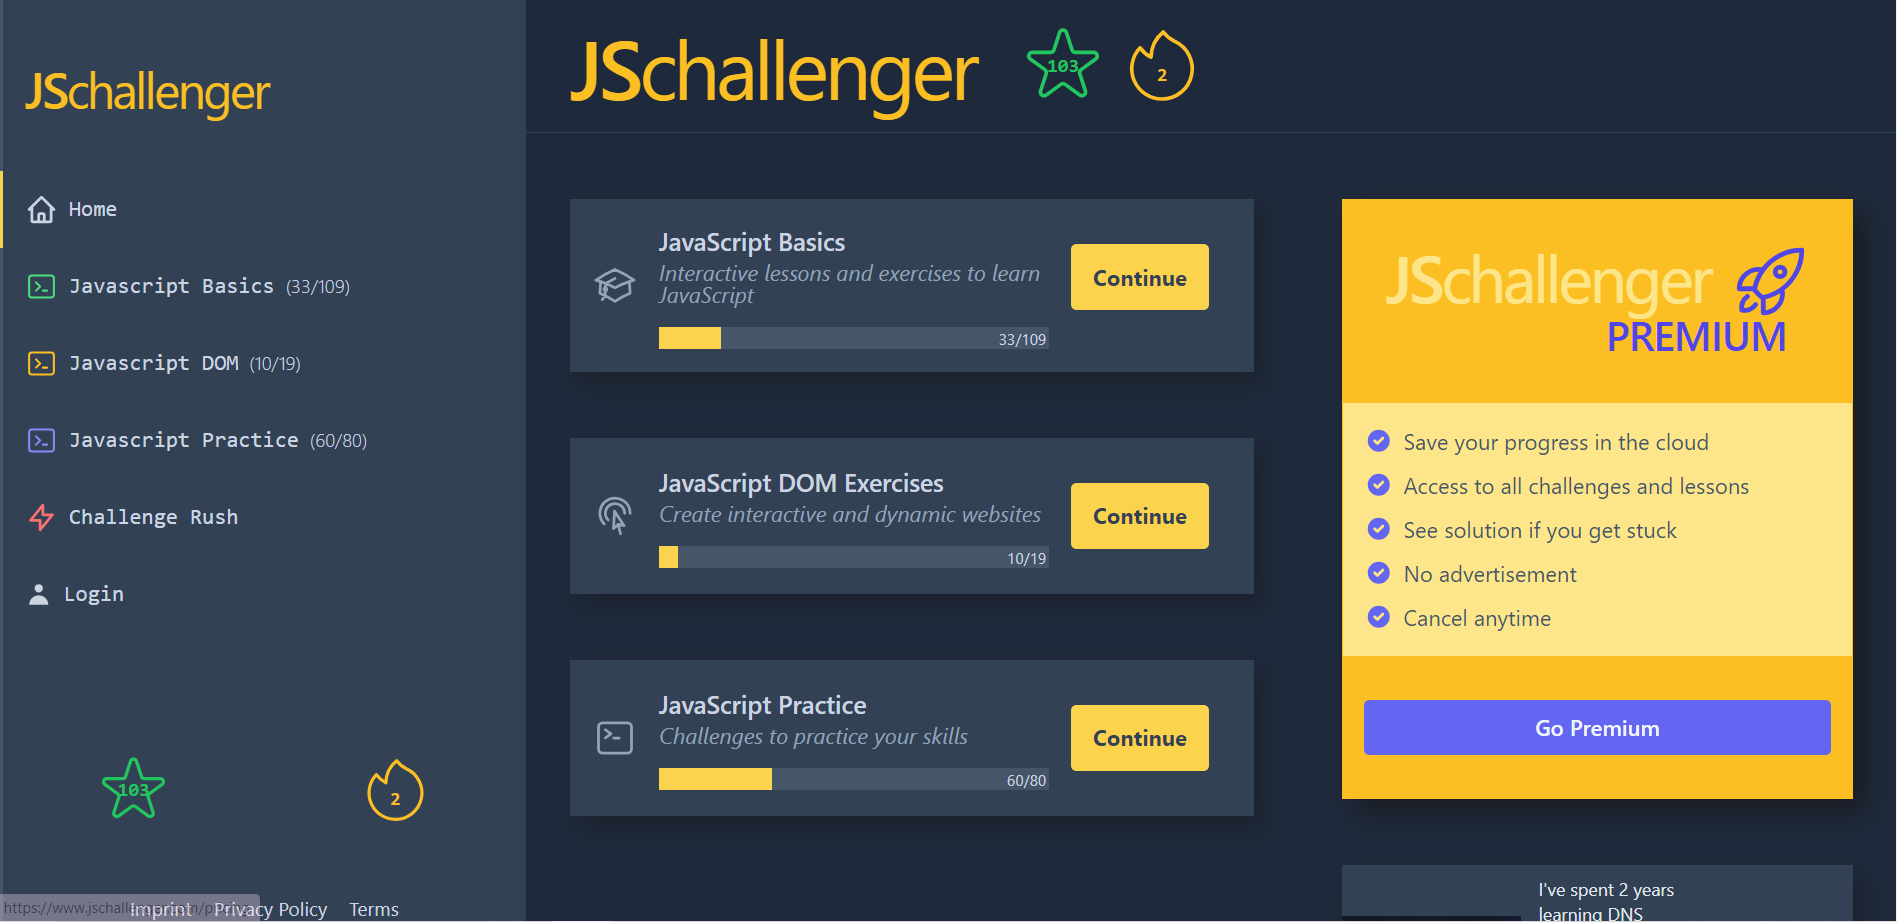 JSchallenger
Home
Javascript Basics (33/109)
Javascript DOM (10/19)
Javascript Practice (60/80)
Challenge Rush
Login
103
2
Imprint Privacy Policy Terms
JSchallenger
103
2
JavaScript Basics
Interactive lessons and exercises to learn
JavaScript
33/109
Continue
JavaScript DOM Exercises
Create interactive and dynamic websites
10/19
Continue
JavaScript Practice
Challenges to practice your skills
60/80
Continue
JSchallenger
PREMIUM
Save your progress in the cloud
Access to all challenges and lessons
See solution if you get stuck
No advertisement
Cancel anytime
Go Premium
I've spent 2 years
learning DNS